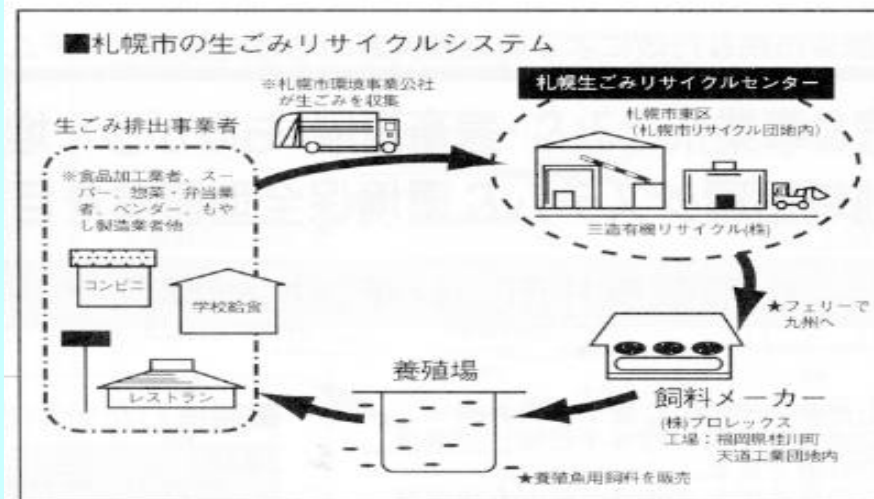 ■札幌市の生ごみリサイクルシステム
※札幌市環境事業公社
が生ごみを収集
札幌生ごみリサイクルセンター
札幌市東区
（札幌市リサイクル団地内）
三造有機リサイクル(株)
生ごみ排出事業者
※食品加工業者、スー
パー、惣菜・弁当業
者、ベンダー、もや
し製造業者他
コンビニ
学校給食
レストラン
★フェリーで
九州へ
飼料メーカー
(株)プロレックス
工場：福岡県桂川町
天道工業団地内
養殖場
★養殖魚用飼料を販売